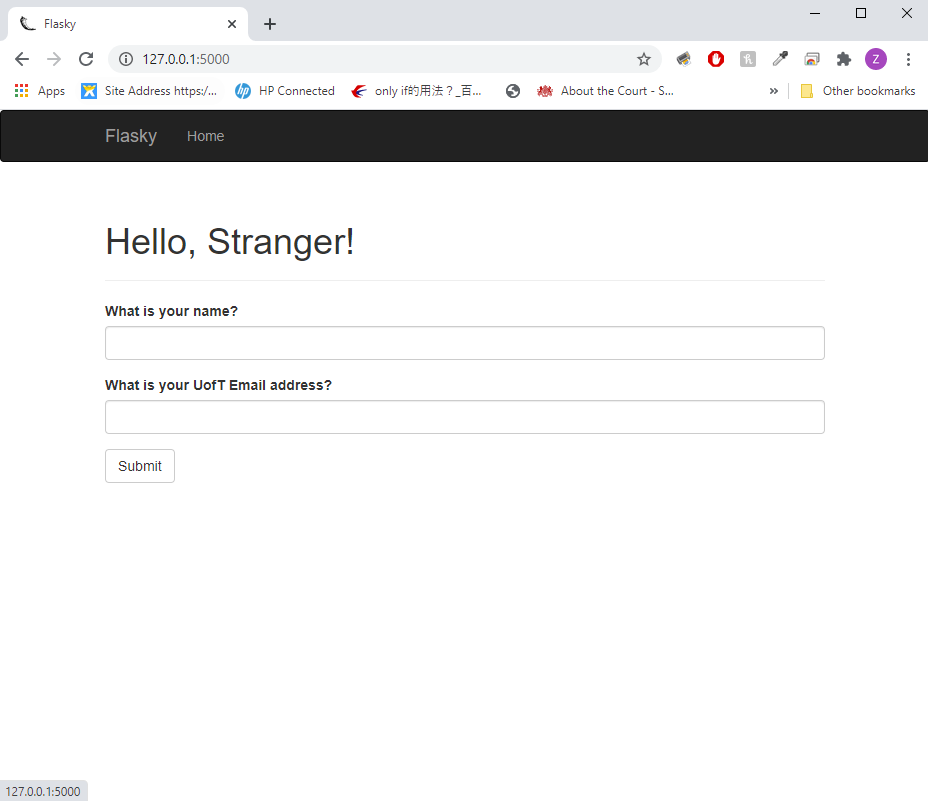 Flasky
127.0.0.1:5000
Z
Apps Site Address https:/... HP Connected only if的用法？_百... About the Court - S... » Other bookmarks
Flasky Home
Hello, Stranger!
What is your name?
What is your UofT Email address?
Submit
127.0.0.1:5000